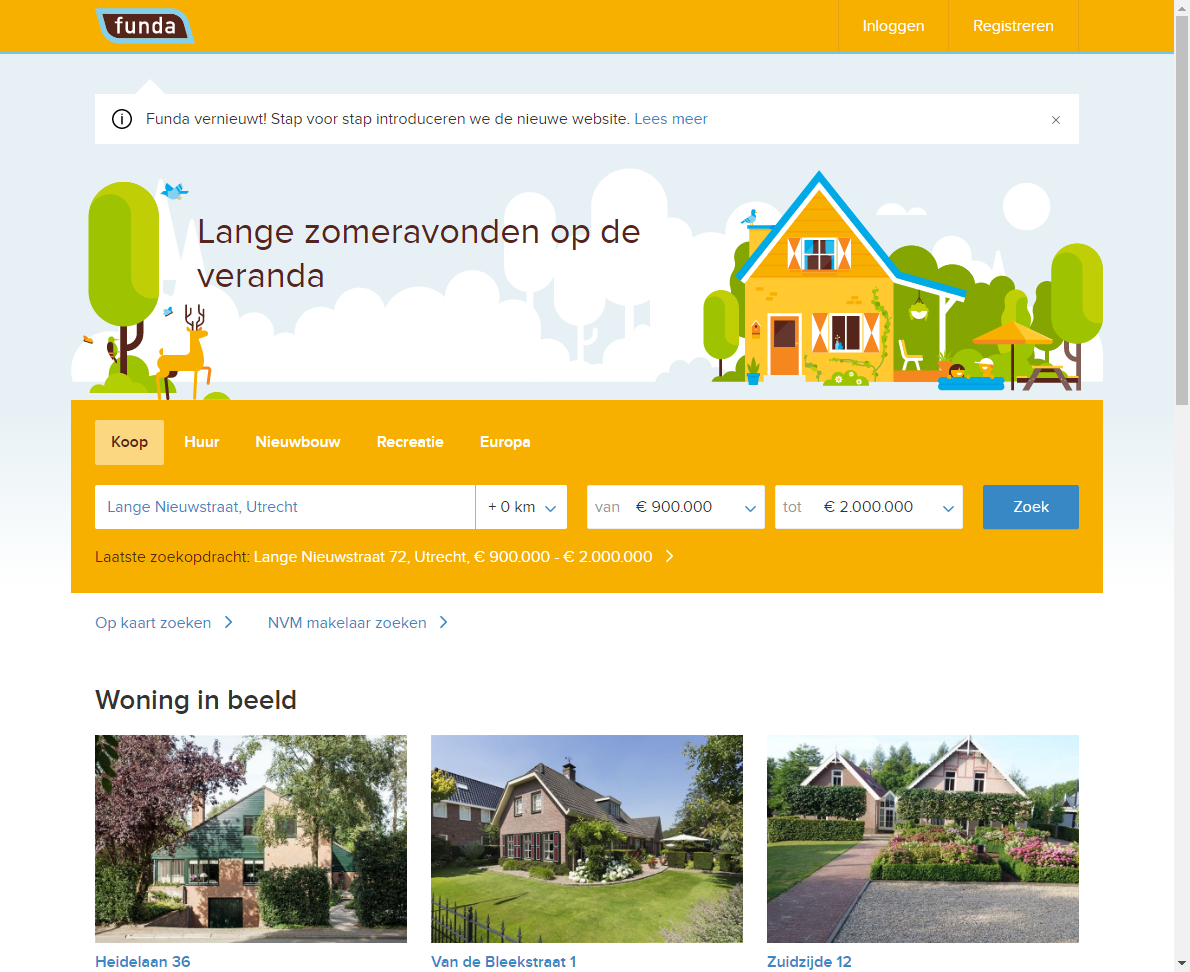 funda
Inloggen
Registreren
Funda vernieuwt! Stap voor stap introduceren we de nieuwe website. Lees meer
Lange zomeravonden op de
veranda
Koop Huur Nieuwbouw Recreatie Europa
Lange Nieuwstraat, Utrecht + 0 km van € 900.000 tot € 2.000.000 Zoek
Laatste zoekopdracht: Lange Nieuwstraat 72, Utrecht, € 900.000 - € 2.000.000
Op kaart zoeken NVM makelaar zoeken
Woning in beeld
Heidelaan 36 Van de Bleekstraat 1 Zuidzijde 12